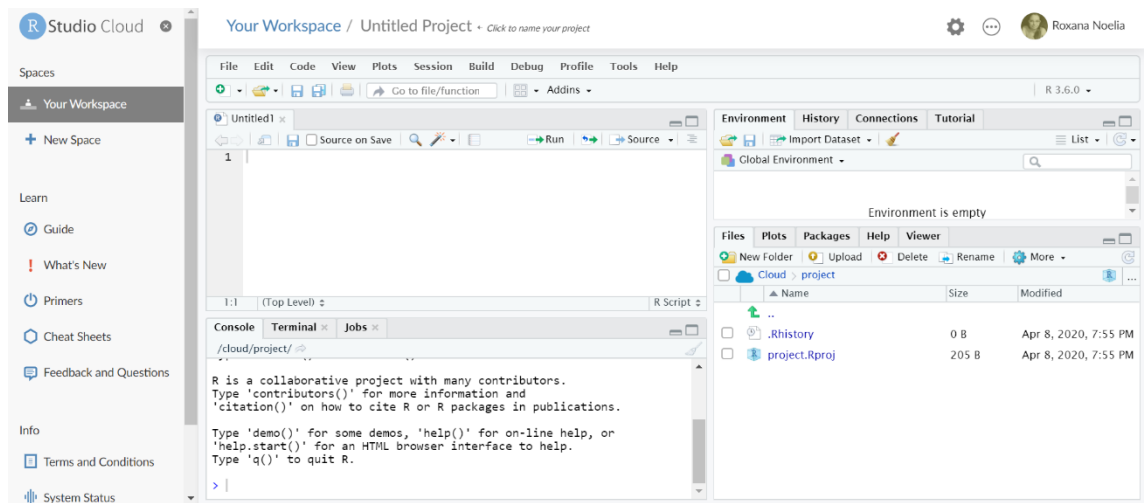 R Studio Cloud
Your Workspace / Untitled Project • Click to name your project
Roxana Noelia
Spaces
Your Workspace
New Space
Learn
Guide
What's New
Primers
Cheat Sheets
Feedback and Questions
Info
Terms and Conditions
System Status
File Edit Code View Plots Session Build Debug Profile Tools Help
Go to file/function Addins R 3.6.0
Untitled1
Source on Save Run Source
1
1:1 (Top Level) R Script
Console Terminal Jobs
/cloud/project/
R is a collaborative project with many contributors.
Type 'contributors()' for more information and
'citation()' on how to cite R or R packages in publications.
Type 'demo()' for some demos, 'help()' for on-line help, or
'help.start()' for an HTML browser interface to help.
Type 'q()' to quit R.
>
Environment History Connections Tutorial
Import Dataset List
Global Environment
Environment is empty
Files Plots Packages Help Viewer
New Folder Upload Delete Rename More
Cloud > project ...
Name Size Modified
..
.Rhistory 0 B Apr 8, 2020, 7:55 PM
project.Rproj 205 B Apr 8, 2020, 7:55 PM